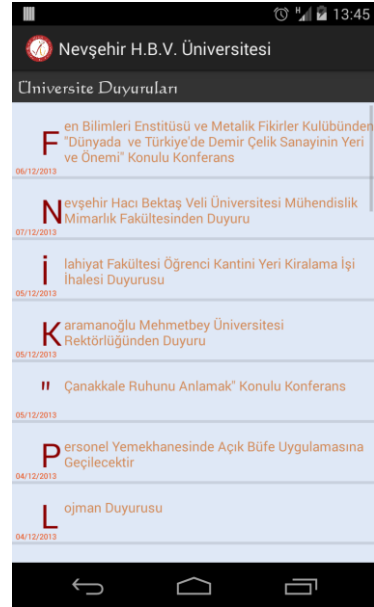 H
13:45
Nevşehir H.B.V. Üniversitesi
Üniversite Duyuruları
Fen Bilimleri Enstitüsü ve Metalik Fikirler Kulübünden
"Dünyada ve Türkiye'de Demir Çelik Sanayinin Yeri
ve Önemi" Konulu Konferans
06/12/2013
Nevşehir Hacı Bektaş Veli Üniversitesi Mühendislik
Mimarlık Fakültesinden Duyuru
07/12/2013
ilahiyat Fakültesi Öğrenci Kantini Yeri Kiralama İşi
İhalesi Duyurusu
05/12/2013
Karamanoğlu Mehmetbey Üniversitesi
Rektörlüğünden Duyuru
05/12/2013
" Çanakkale Ruhunu Anlamak" Konulu Konferans
05/12/2013
Personel Yemekhanesinde Açık Büfe Uygulamasına
Geçilecektir
04/12/2013
Lojman Duyurusu
04/12/2013